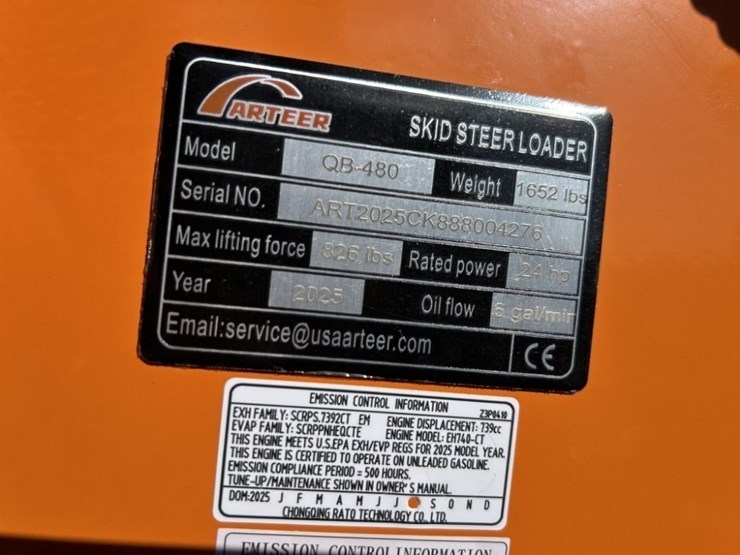 ARTEER
SKID STEER LOADER
Model QB-480 Weight 1652 lbs
Serial NO. ART2025CK888004276
Max lifting force 826 lbs Rated power 24 hp
Year 2025 Oil flow 6 gal/min
Email:service@usaarteer.com CE
EMISSION CONTROL INFORMATION Z3P0410
EXH FAMILY: SCRPS.7392CT EM ENGINE DISPLACEMENT: 739cc
EVAP FAMILY: SCRPPNHEQCTE ENGINE MODEL: EH740-CT
THIS ENGINE MEETS U.S.EPA EXH/EVP REGS FOR 2025 MODEL YEAR.
THIS ENGINE IS CERTIFIED TO OPERATE ON UNLEADED GASOLINE.
EMISSION COMPLIANCE PERIOD = 500 HOURS.
TUNE-UP/MAINTENANCE SHOWN IN OWNER'S MANUAL.
DOM:2025 J F M A M J J S O N D
CHONGQING RATO TECHNOLOGY CO., LTD.
EMISSION CONTROL INFORMATION